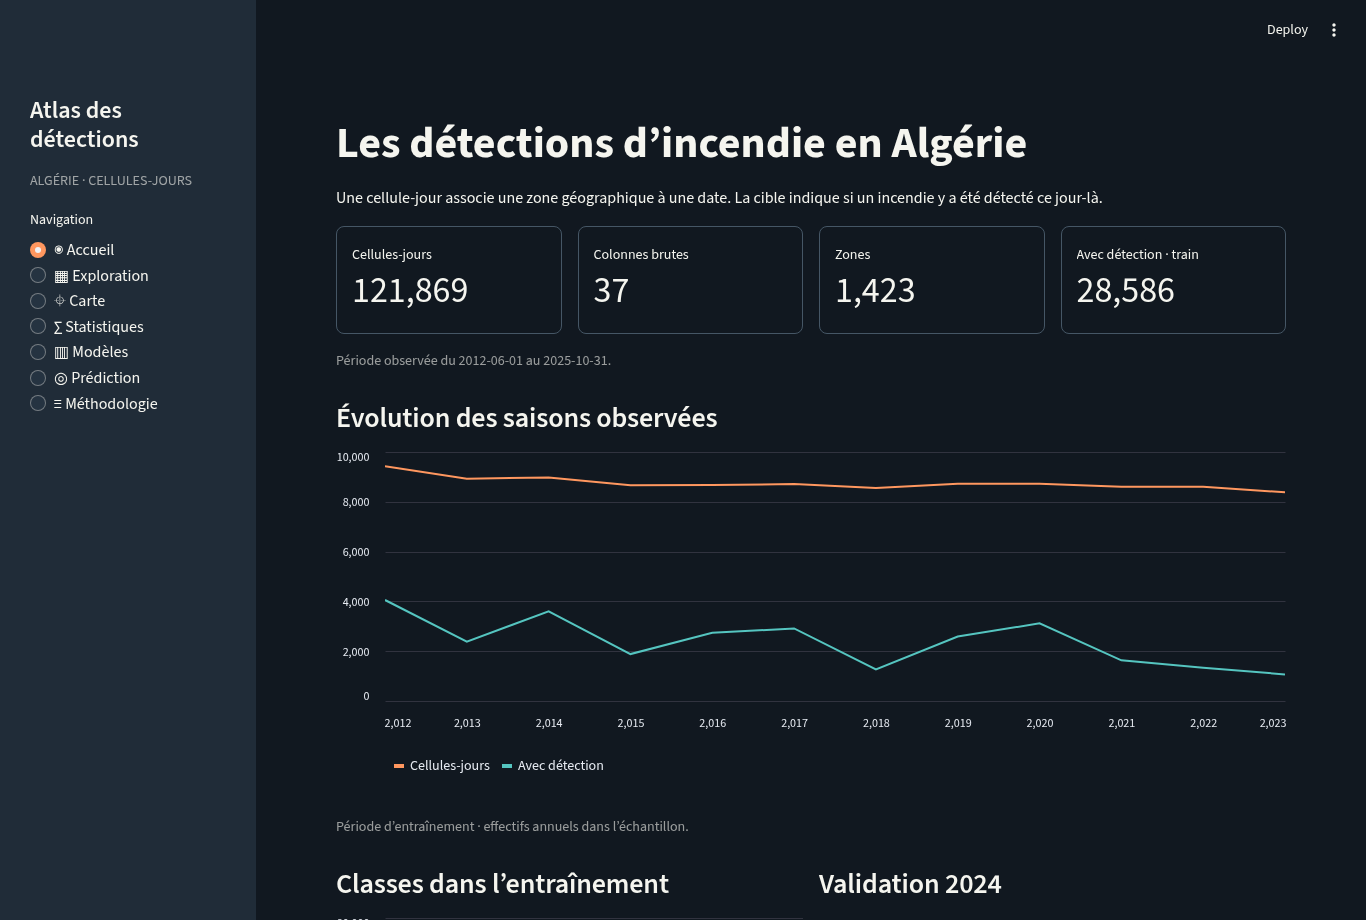 Deploy
Atlas des
détections
ALGÉRIE · CELLULES-JOURS
Navigation
◉ Accueil
▦ Exploration
⌖ Carte
∑ Statistiques
▥ Modèles
◎ Prédiction
☰ Méthodologie
Les détections d’incendie en Algérie
Une cellule-jour associe une zone géographique à une date. La cible indique si un incendie y a été détecté ce jour-là.
Cellules-jours
121,869
Colonnes brutes
37
Zones
1,423
Avec détection · train
28,586
Période observée du 2012-06-01 au 2025-10-31.
Évolution des saisons observées
10,000
8,000
6,000
4,000
2,000
0
2,012 2,013 2,014 2,015 2,016 2,017 2,018 2,019 2,020 2,021 2,022 2,023
Cellules-jours Avec détection
Période d’entraînement · effectifs annuels dans l’échantillon.
Classes dans l’entraînement
Validation 2024